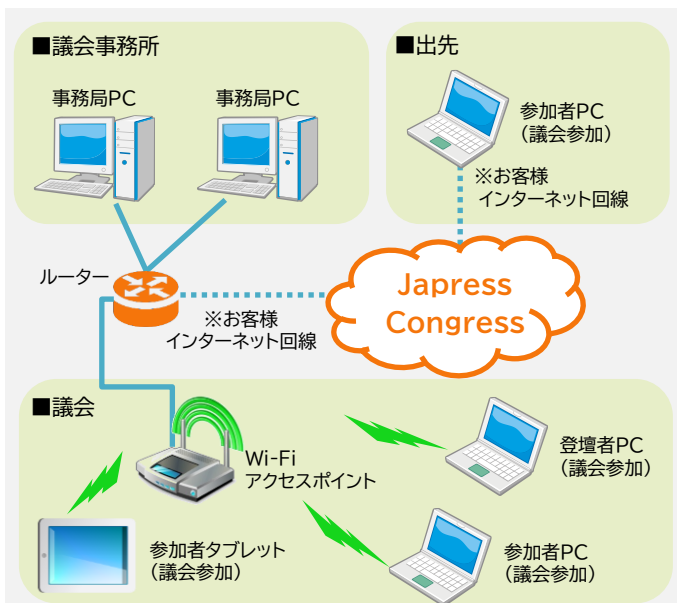 ■議会事務所
事務局PC
事務局PC
■出先
参加者PC
（議会参加）
※お客様
インターネット回線
ルーター
※お客様
インターネット回線
Japress
Congress
■議会
Wi-Fi
アクセスポイント
登壇者PC
（議会参加）
参加者タブレット
（議会参加）
参加者PC
（議会参加）